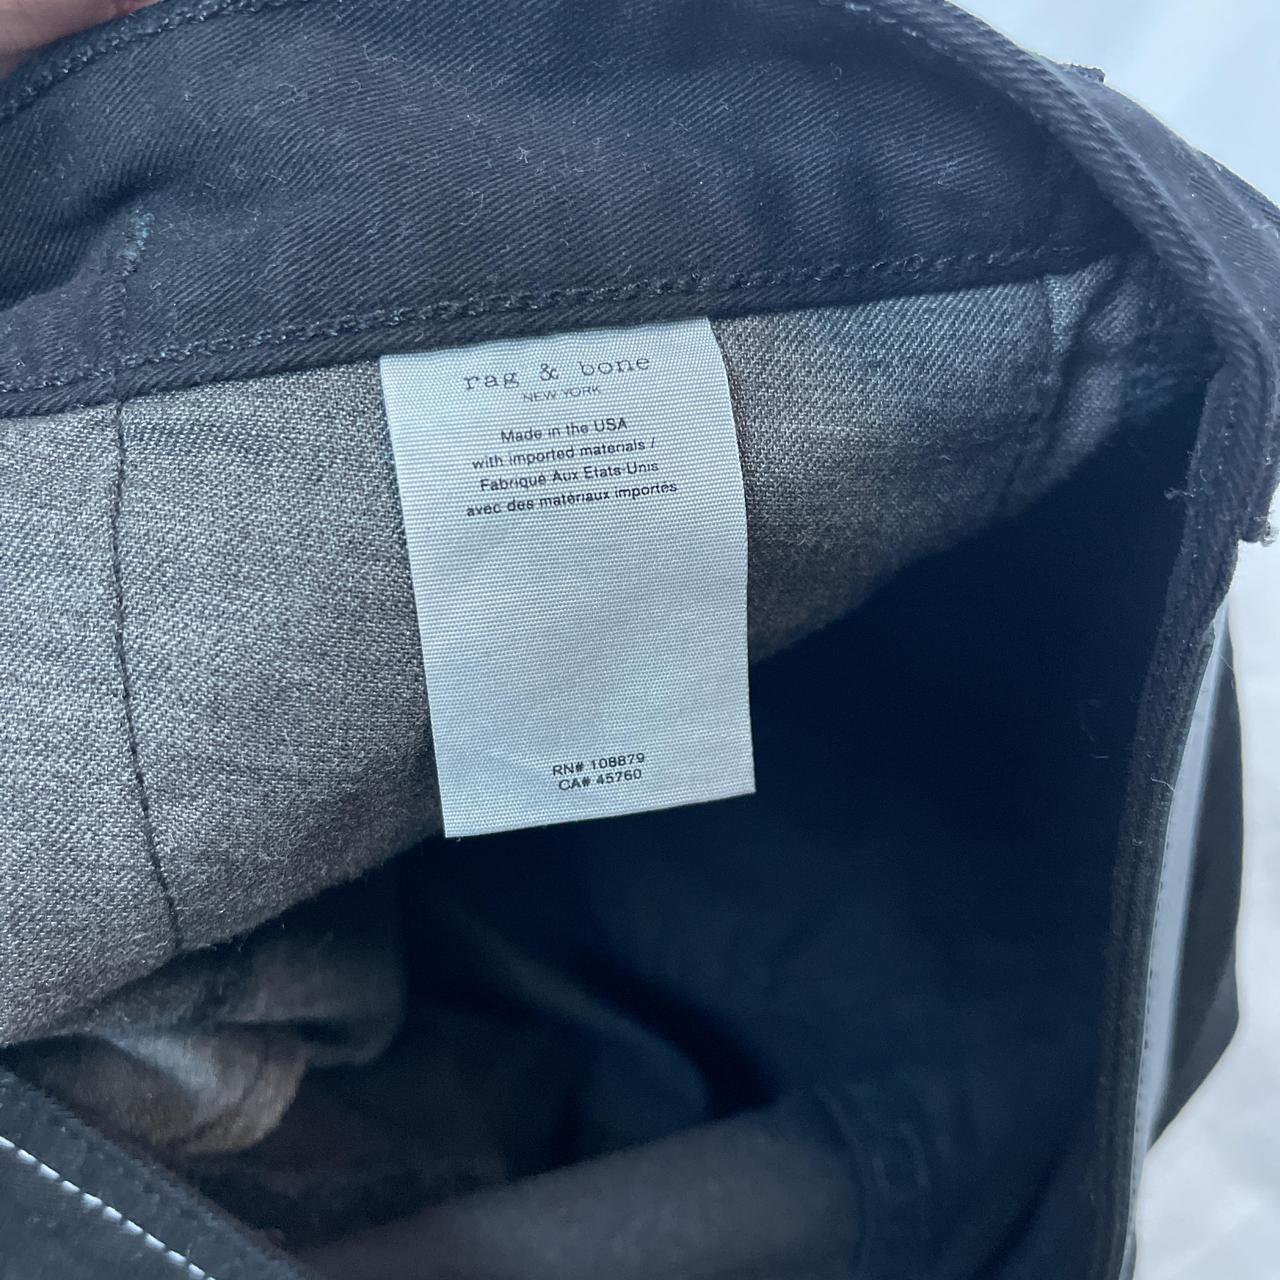 rag & bone
NEW YORK
Made in the USA
with imported materials /
Fabriqué Aux Etats-Unis
avec des matériaux importés
RN# 108879
CA# 45760